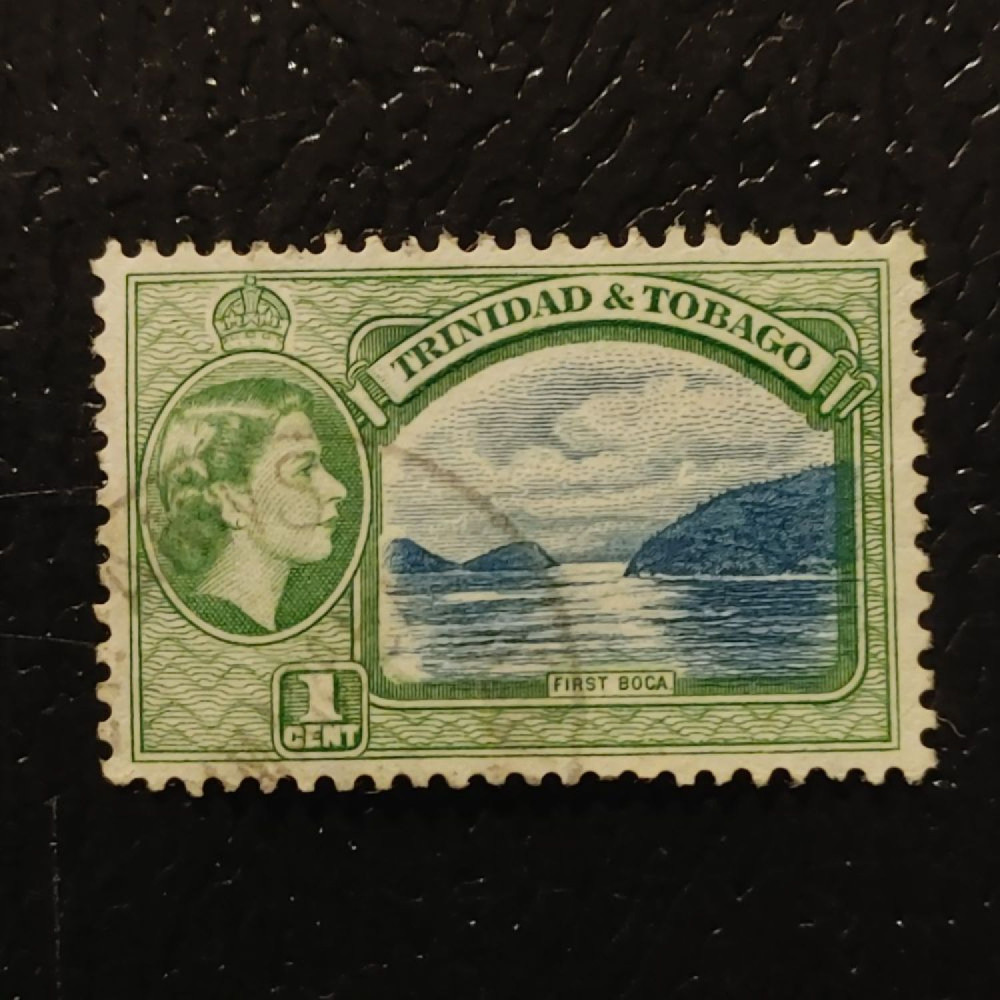 TRINIDAD & TOBAGO
FIRST BOCA
1
CENT